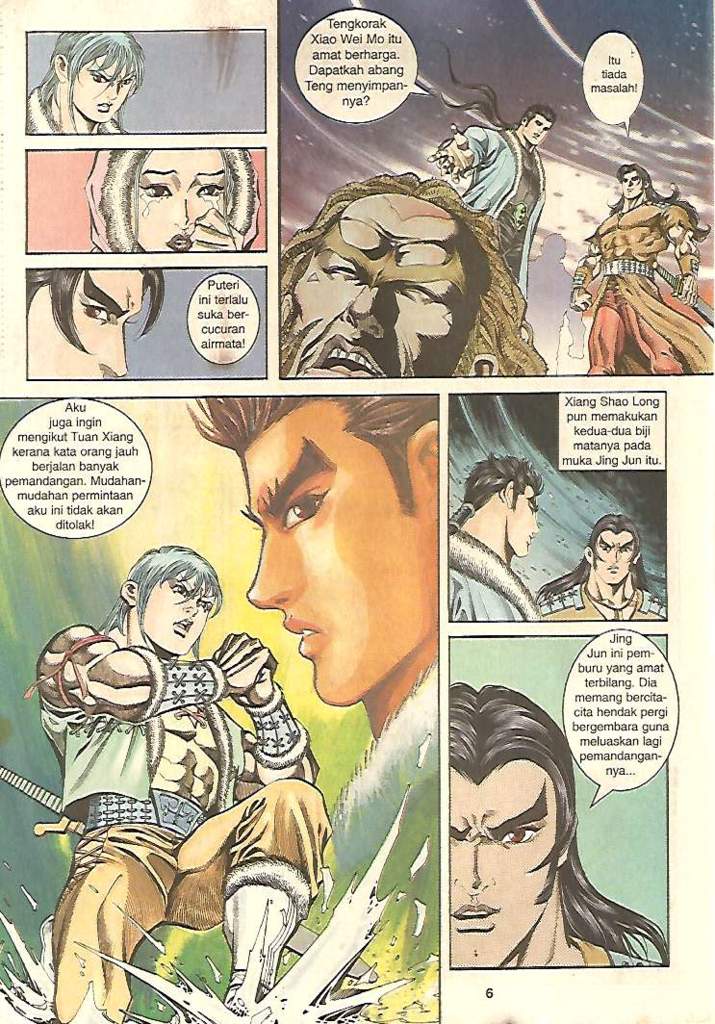 Puteri
ini terlalu
suka ber-
cucuran
airmata!
Tengkorak
Xiao Wei Mo itu
amat berharga.
Dapatkah abang
Teng menyimpan-
nya?
Itu
tiada
masalah!
Aku
juga ingin
mengikut Tuan Xiang
kerana kata orang jauh
berjalan banyak
pemandangan. Mudahan-
mudahan permintaan
aku ini tidak akan
ditolak!
Xiang Shao Long
pun memakukan
kedua-dua biji
matanya pada
muka Jing Jun itu.
Jing
Jun ini pem-
buru yang amat
terbilang. Dia
memang bercita-
cita hendak pergi
bergembara guna
meluaskan lagi
pemandangan-
nya...
6